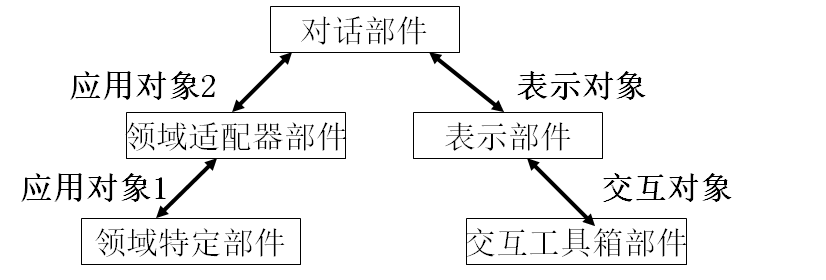 对话部件
应用对象2
表示对象
领域适配器部件
表示部件
应用对象1
交互对象
领域特定部件
交互工具箱部件